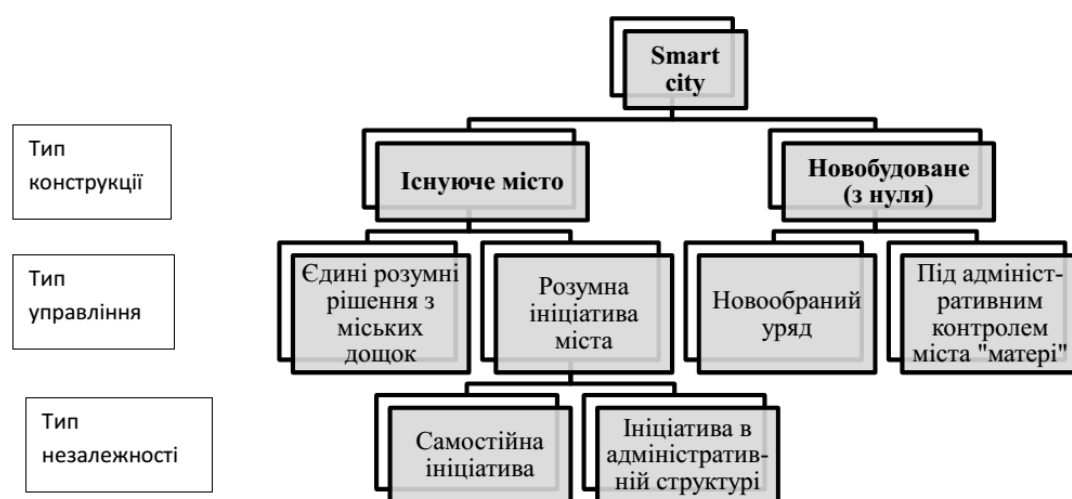 Smart
city
Тип
конструкції
Існуюче місто
Новобудоване
(з нуля)
Тип
управління
Єдині розумні
рішення з
міських
дощок
Розумна
ініціатива
міста
Новообраний
уряд
Під адмініст-
ративним
контролем
міста "матері"
Тип
незалежності
Самостійна
ініціатива
Ініціатива в
адміністратив-
ній структурі